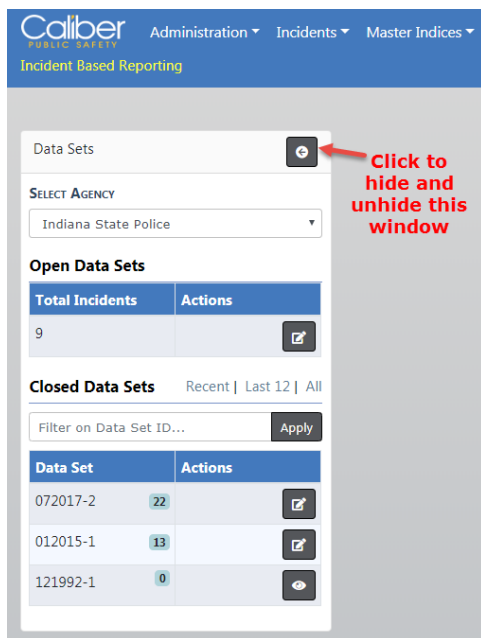 Caliber
PUBLIC SAFETY
Administration Incidents Master Indices
Incident Based Reporting
Data Sets
Click to
hide and
unhide this
window
SELECT AGENCY
Indiana State Police
Open Data Sets
Total Incidents Actions
9
Closed Data Sets Recent | Last 12 | All
Filter on Data Set ID... Apply
Data Set Actions
072017-2 22
012015-1 13
121992-1 0